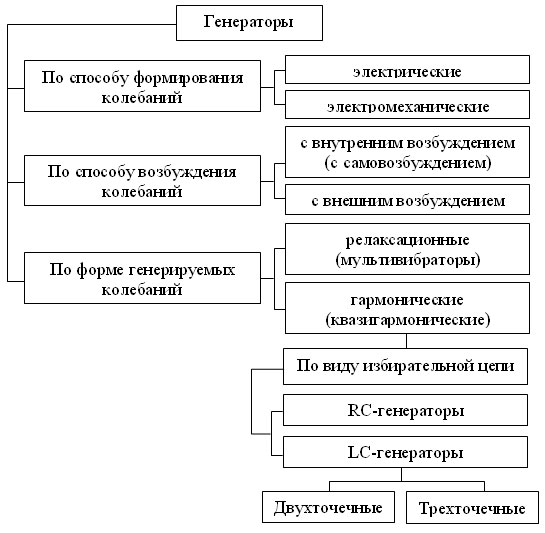 Генераторы
По способу формирования
колебаний
электрические
электромеханические
По способу возбуждения
колебаний
с внутренним возбуждением
(с самовозбуждением)
с внешним возбуждением
По форме генерируемых
колебаний
релаксационные
(мультивибраторы)
гармонические
(квазигармонические)
По виду избирательной цепи
RC-генераторы
LC-генераторы
Двухточечные
Трехточечные